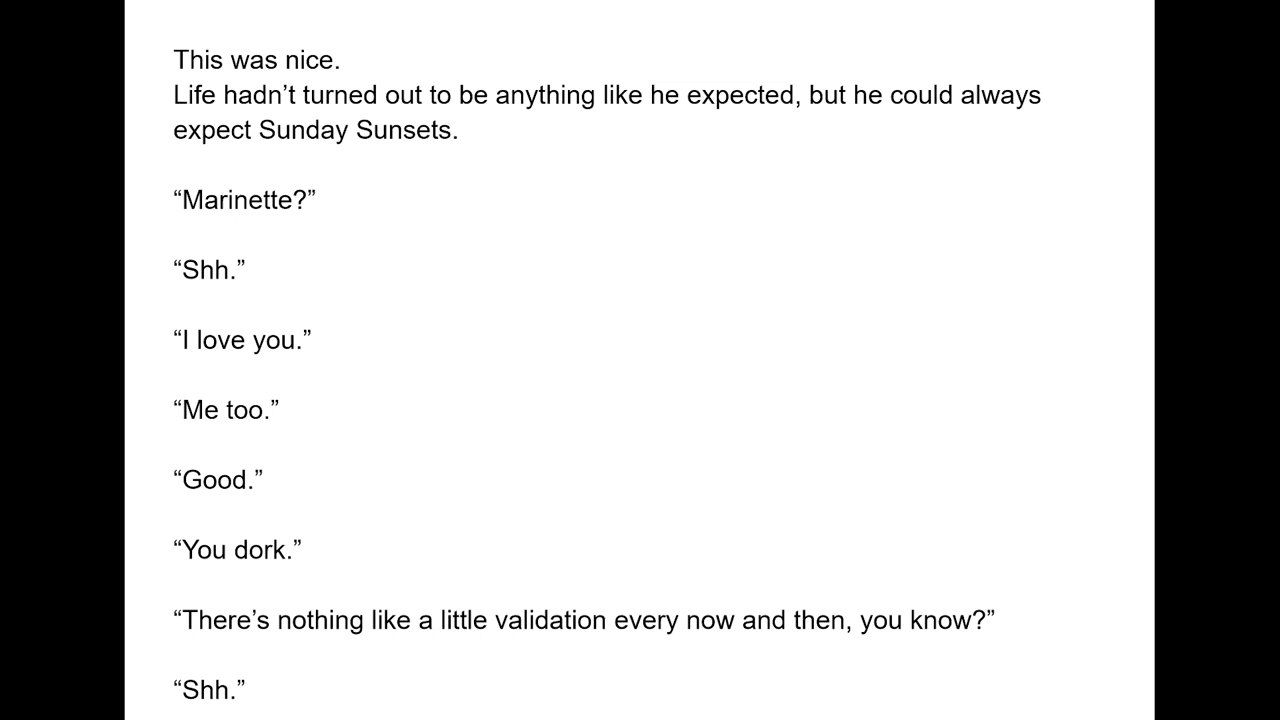 This was nice.
Life hadn’t turned out to be anything like he expected, but he could always
expect Sunday Sunsets.
“Marinette?”
“Shh.”
“I love you.”
“Me too.”
“Good.”
“You dork.”
“There’s nothing like a little validation every now and then, you know?”
“Shh.”